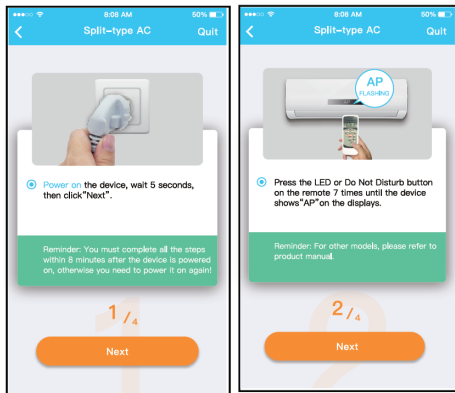 8:08 AM
50%
Split-type AC
Quit
Power on the device, wait 5 seconds,
then click"Next".
Reminder: You must complete all the steps
within 8 minutes after the device is powered
on, otherwise you need to power it on again!
1/4
Next
1
8:08 AM
50%
Split-type AC
Quit
AP
FLASHING
Press the LED or Do Not Disturb button
on the remote 7 times until the device
shows"AP"on the displays.
Reminder: For other models, please refer to
product manual.
2/4
Next
2